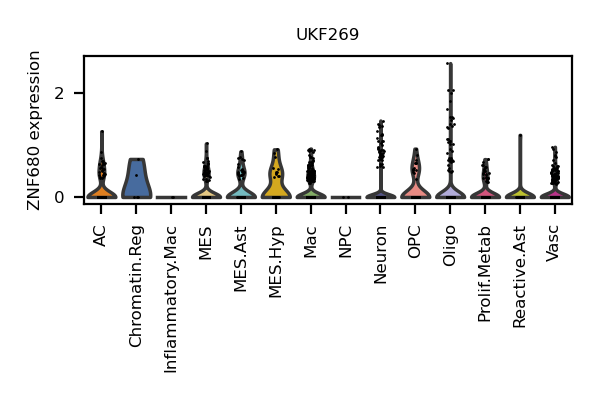 UKF269
ZNF680 expression
2
0
AC
Chromatin.Reg
Inflammatory.Mac
MES
MES.Ast
MES.Hyp
Mac
NPC
Neuron
OPC
Oligo
Prolif.Metab
Reactive.Ast
Vasc